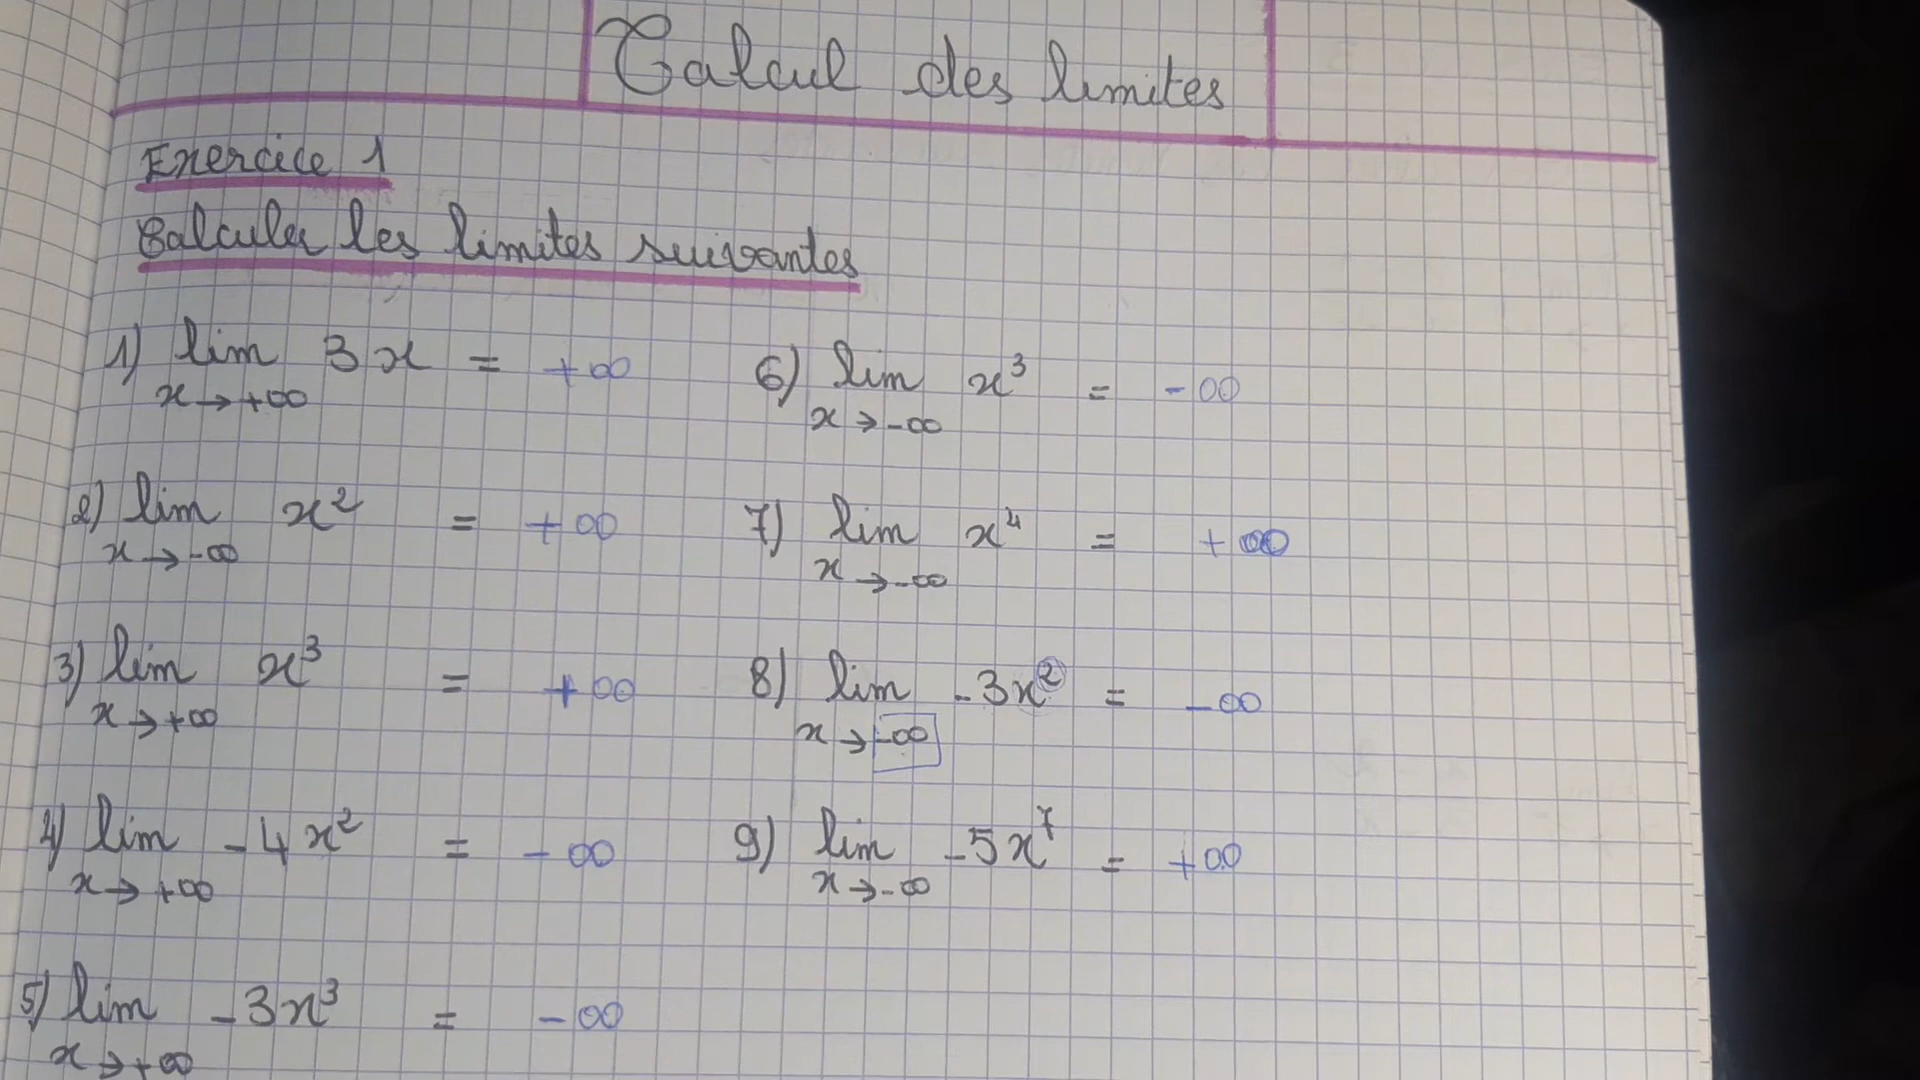 Calcul des limites
Exercice 1
Calculer les limites suivantes
1) lim 3x = +∞
x→+∞
2) lim x² = +∞
x→-∞
3) lim x³ = +∞
x→+∞
4) lim -4x² = -∞
x→+∞
5) lim -3x³ = -∞
x→+∞
6) lim x³ = -∞
x→-∞
7) lim x⁴ = +∞
x→-∞
8) lim -3x² = -∞
x→-∞
9) lim -5x⁷ = +∞
x→-∞